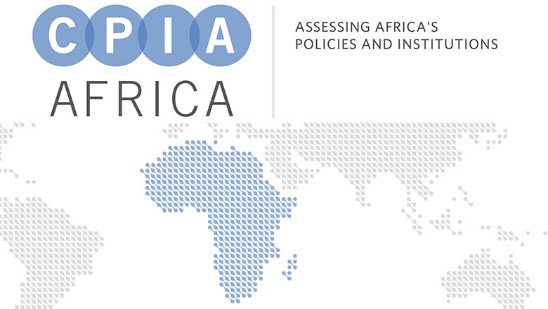 CPIA
AFRICA
ASSESSING AFRICA'S
POLICIES AND INSTITUTIONS